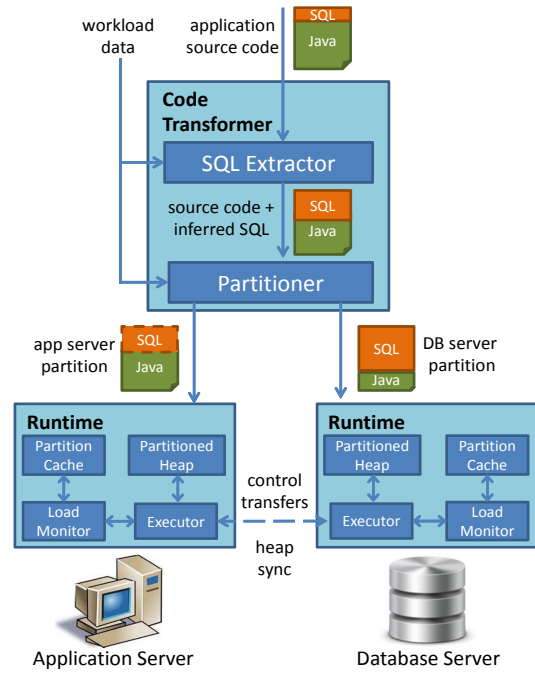 workload
data
application
source code
SQL
Java
Code
Transformer
SQL Extractor
source code +
inferred SQL
SQL
Java
Partitioner
app server
partition
SQL
Java
SQL
Java
DB server
partition
Runtime
Partition
Cache
Partitioned
Heap
Load
Monitor
Executor
control
transfers
heap
sync
Runtime
Partitioned
Heap
Partition
Cache
Executor
Load
Monitor
Application Server
Database Server